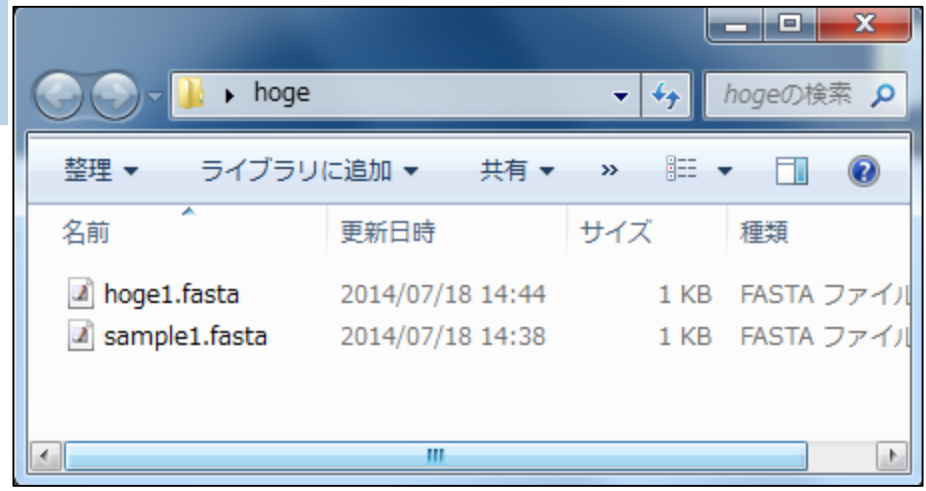 hoge
hogeの検索
整理 ライブラリに追加 共有 »
名前 更新日時 サイズ 種類
hoge1.fasta 2014/07/18 14:44 1 KB FASTA ファイル
sample1.fasta 2014/07/18 14:38 1 KB FASTA ファイル